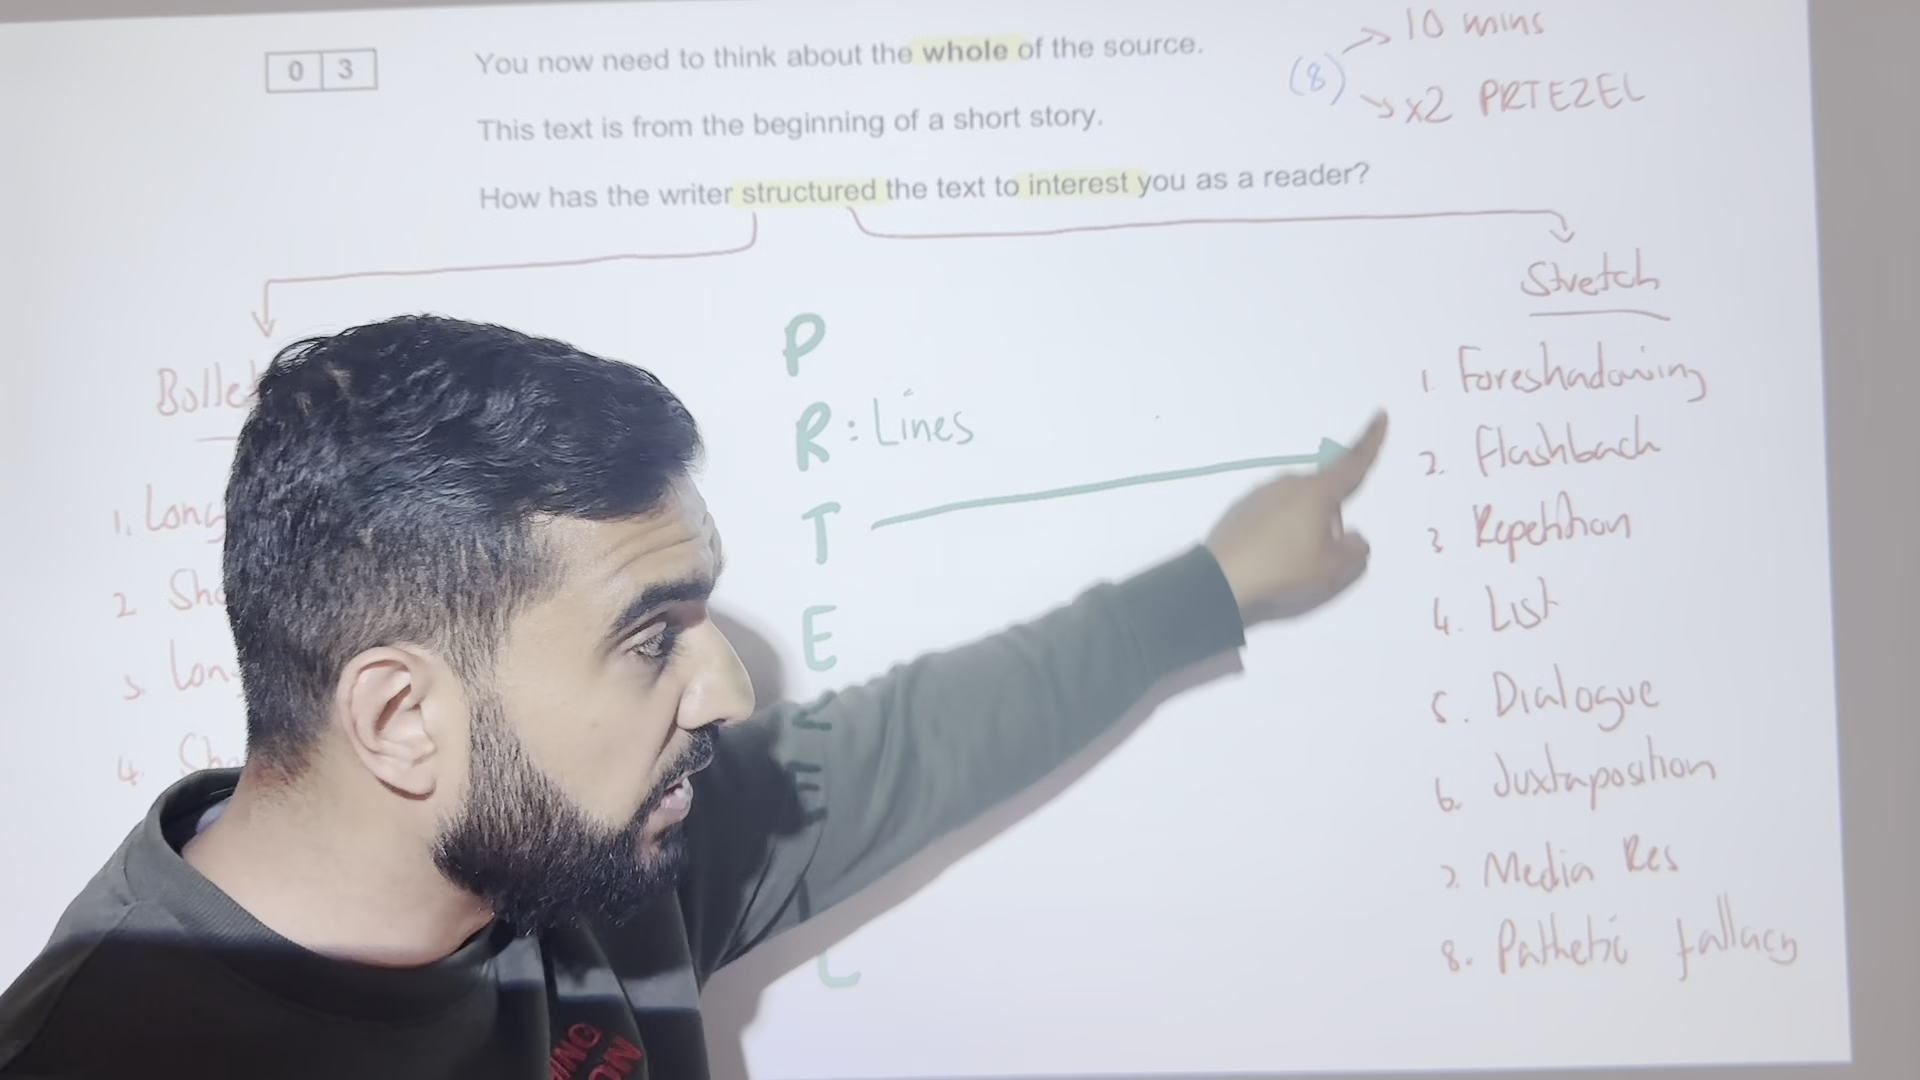 0 3
You now need to think about the whole of the source.
This text is from the beginning of a short story.
How has the writer structured the text to interest you as a reader?
(8) → 10 mins
→ x2 PRTEZEL
Bulle
1. Long
2 Sho
3 Lon
4. Sho
P
R : Lines
T
E
Z
E
L
Stretch
1. Foreshadowing
2. Flashback
3 Repetition
4. List
5. Dialogue
6. Juxtaposition
7. Media Res
8. Pathetic fallacy